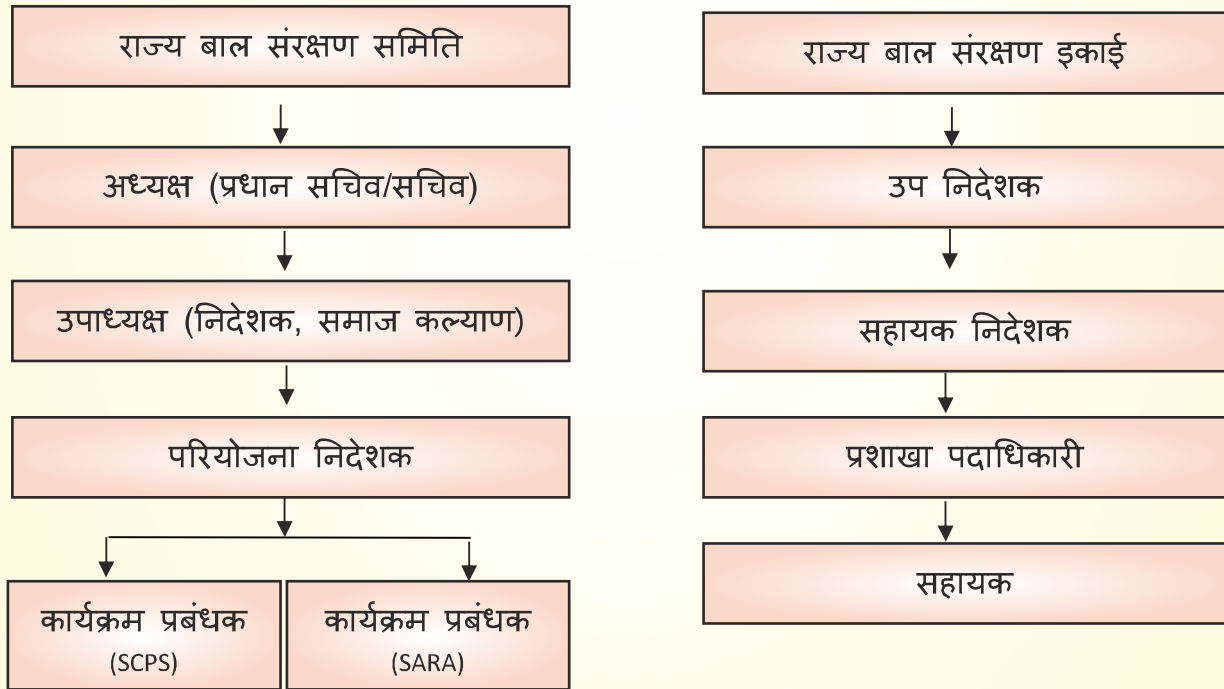 राज्य बाल संरक्षण समिति
अध्यक्ष (प्रधान सचिव/सचिव)
उपाध्यक्ष (निदेशक, समाज कल्याण)
परियोजना निदेशक
कार्यक्रम प्रबंधक
(SCPS)
कार्यक्रम प्रबंधक
(SARA)
राज्य बाल संरक्षण इकाई
उप निदेशक
सहायक निदेशक
प्रशाखा पदाधिकारी
सहायक